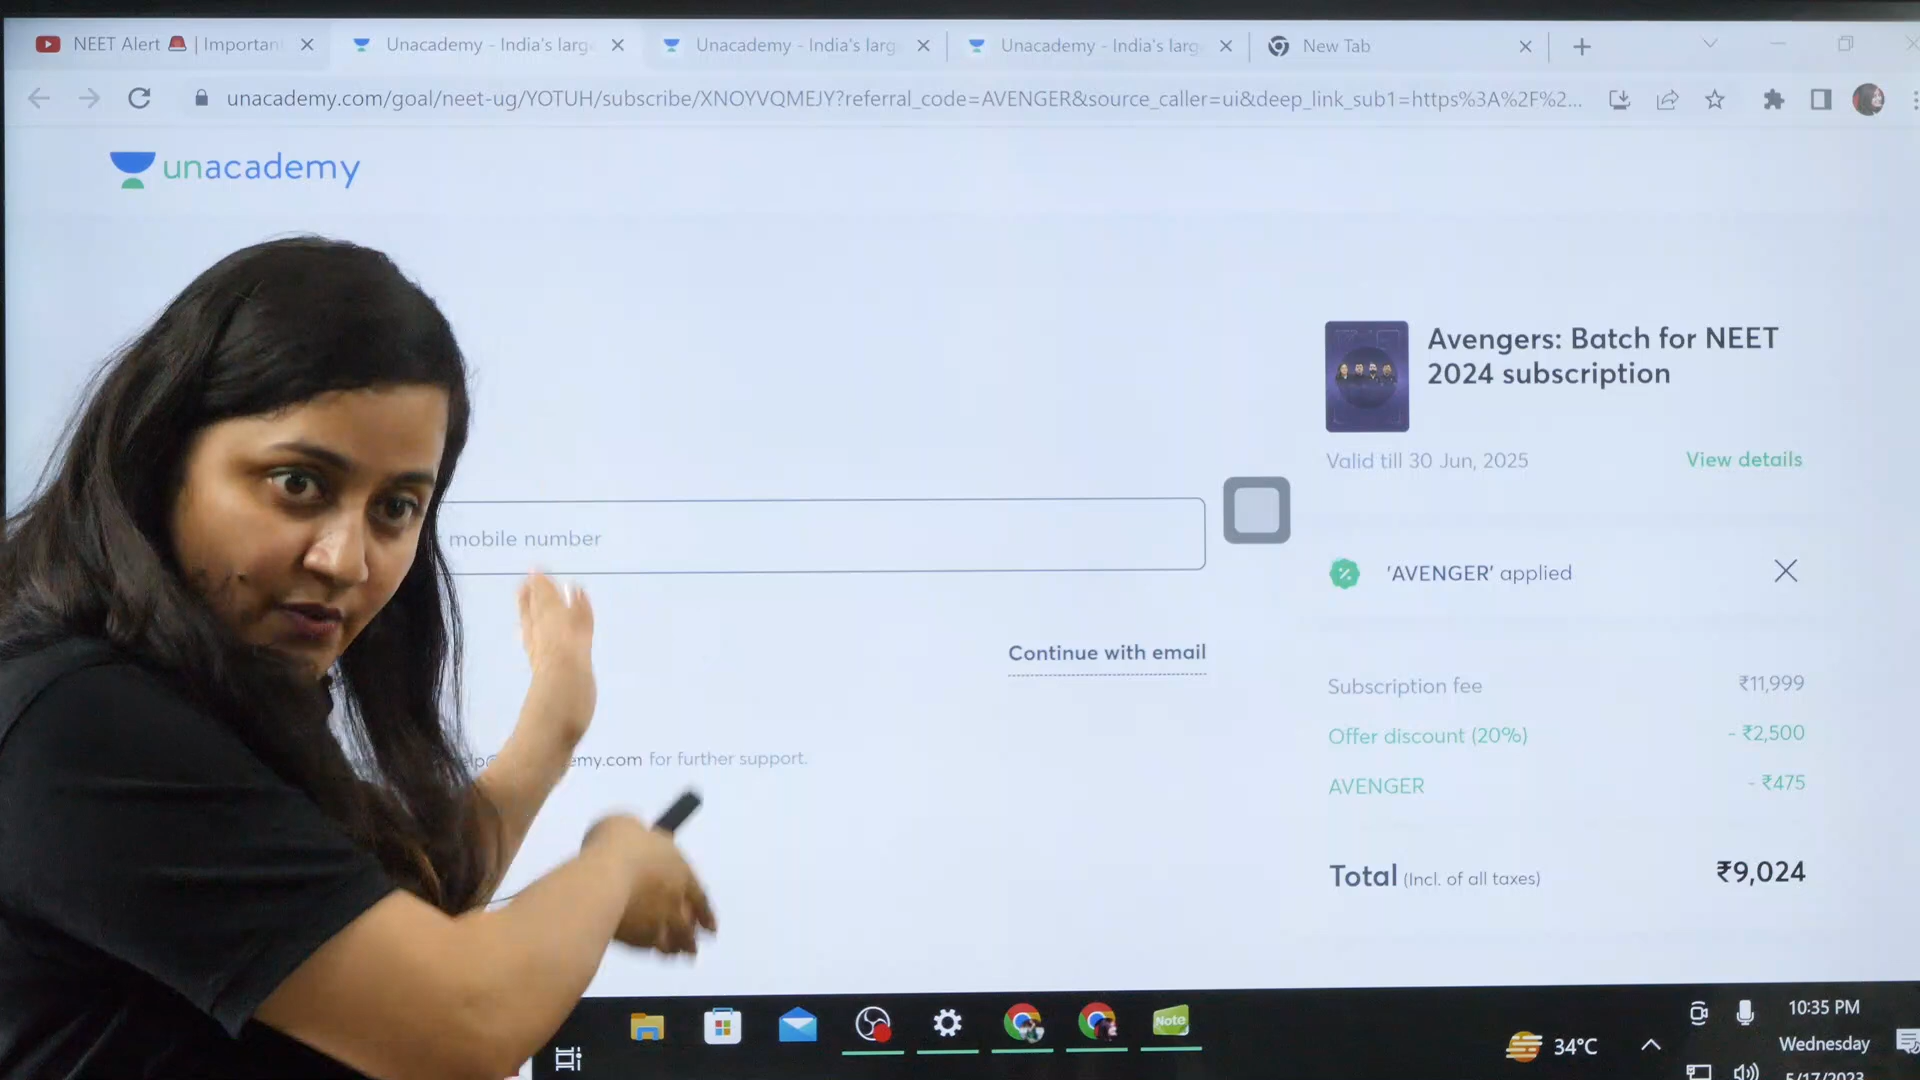 NEET Alert | Importan
Unacademy - India's larg
Unacademy - India's larg
Unacademy - India's larg
New Tab
unacademy.com/goal/neet-ug/YOTUH/subscribe/XNOYVQMEJY?referral_code=AVENGER&source_caller=ui&deep_link_sub1=https%3A%2F%2...
unacademy
Avengers: Batch for NEET
2024 subscription
Valid till 30 Jun, 2025
View details
mobile number
'AVENGER' applied
Continue with email
Subscription fee
₹11,999
Offer discount (20%)
- ₹2,500
emy.com for further support.
AVENGER
- ₹475
Total (Incl. of all taxes)
₹9,024
Note
34°C
10:35 PM
Wednesday
5/17/2023